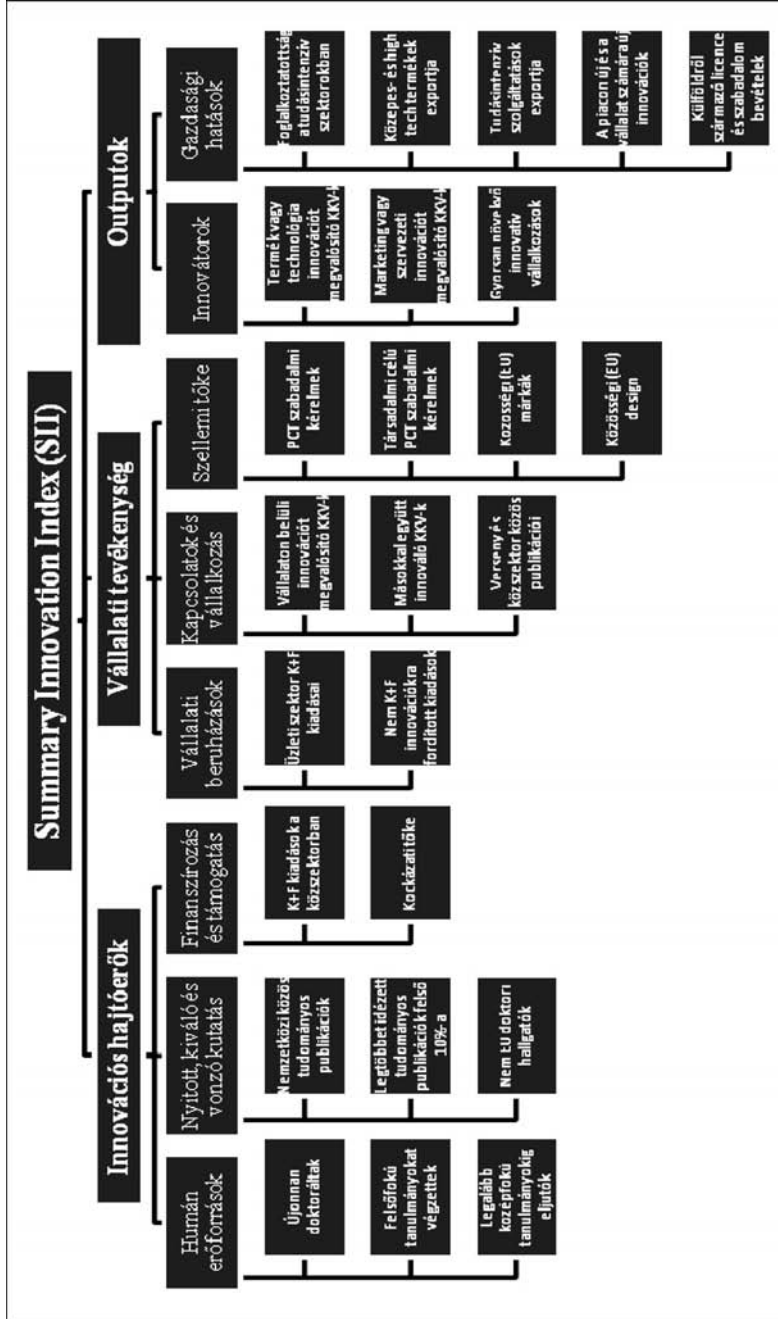 Summary Innovation Index (SII)
Innovációs hajtóerők
Humán
erőforrások
Újonnan
doktoráltak
Felsőfokú
tanulmányokat
végzettek
Legalább
középfokú
tanulmányokig
eljutók
Nyitott, kiváló és
vonzó kutatás
Nemzetközi közös
tudományos
publikációk
Legtöbbet idézett
tudományos
publikációk felső
10%-a
Nem EU doktori
hallgatók
Finanszírozás
és támogatás
K+F kiadások a
közszektorban
Kockázati tőke
Vállalati tevékenység
Vállalati
beruházások
Üzleti szektor K+F
kiadásai
Nem K+F
innovációkra
fordított kiadások
Kapcsolatok és
vállalkozás
Vállalaton belüli
innovációt
megvalósító KKV-k
Másokkal együtt
innováló KKV-k
Verseny és
közszektor közös
publikációi
Szellemi tőke
PCT szabadalmi
kérelmek
Társadalmi célú
PCT szabadalmi
kérelmek
Közösségi (EU)
márkák
Közösségi (EU)
design
Outputok
Innovátorok
Termék vagy
technológia
innovációt
megvalósító KKV-k
Marketing vagy
szervezeti
innovációt
megvalósító KKV-k
Gyorsan növekvő
innovatív
vállalkozások
Gazdasági
hatások
Foglalkoztatottság
a tudásintenzív
szektorokban
Közepes- és high
tech termékek
exportja
Tudásintenzív
szolgáltatások
exportja
A piacon új és a
vállalat számára új
innovációk
Külföldről
származó licence
és szabadalom
bevételek